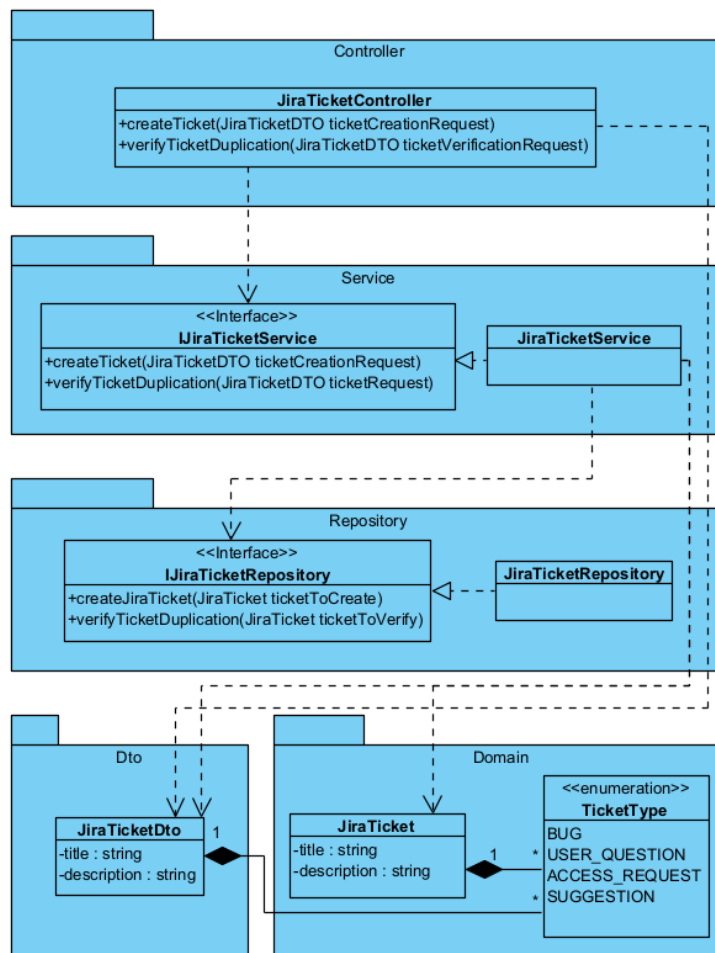 Controller
JiraTicketController
+createTicket(JiraTicketDTO ticketCreationRequest)
+verifyTicketDuplication(JiraTicketDTO ticketVerificationRequest)
Service
<<Interface>>
IJiraTicketService
+createTicket(JiraTicketDTO ticketCreationRequest)
+verifyTicketDuplication(JiraTicketDTO ticketRequest)
JiraTicketService
Repository
<<Interface>>
IJiraTicketRepository
+createJiraTicket(JiraTicket ticketToCreate)
+verifyTicketDuplication(JiraTicket ticketToVerify)
JiraTicketRepository
Dto
JiraTicketDto
-title : string
-description : string
1
Domain
JiraTicket
-title : string
-description : string
1
*
*
<<enumeration>>
TicketType
BUG
USER_QUESTION
ACCESS_REQUEST
SUGGESTION